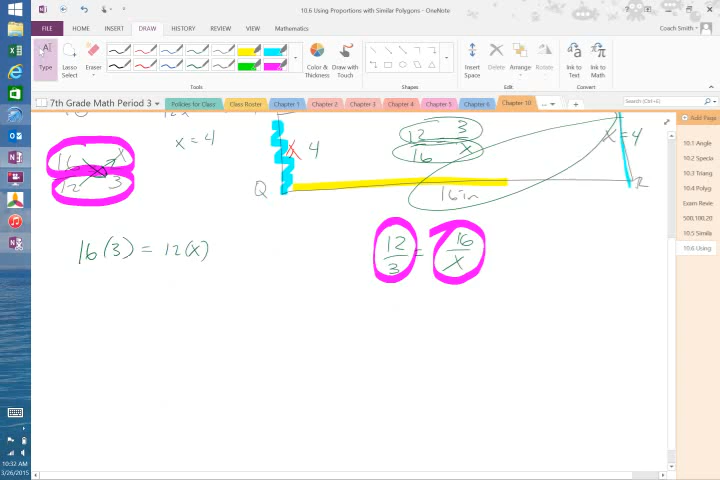 10.6 Using Proportions with Similar Polygons - OneNote
Coach Smith
FILE HOME INSERT DRAW HISTORY REVIEW VIEW Mathematics
Type Lasso Select Eraser
Color & Thickness Draw with Touch
Insert Space Delete Arrange Rotate
Ink to Text Ink to Math
Tools Shapes Edit Convert
7th Grade Math Period 3 Policies for Class Class Roster Chapter 1 Chapter 2 Chapter 3 Chapter 4 Chapter 5 Chapter 6 Chapter 10 ... Search (Ctrl+E)
Add Page
10.1 Angle
10.2 Specia
10.3 Triang
10.4 Polyg
Exam Revie
500,100,20
10.5 Simila
10.6 Using
x = 4
16 x
12 3
X 4
12 3
16 x
X = 4
Q
16 in
R
16 (3) = 12 (x)
12 = 16
3 x
10:32 AM
3/26/2015